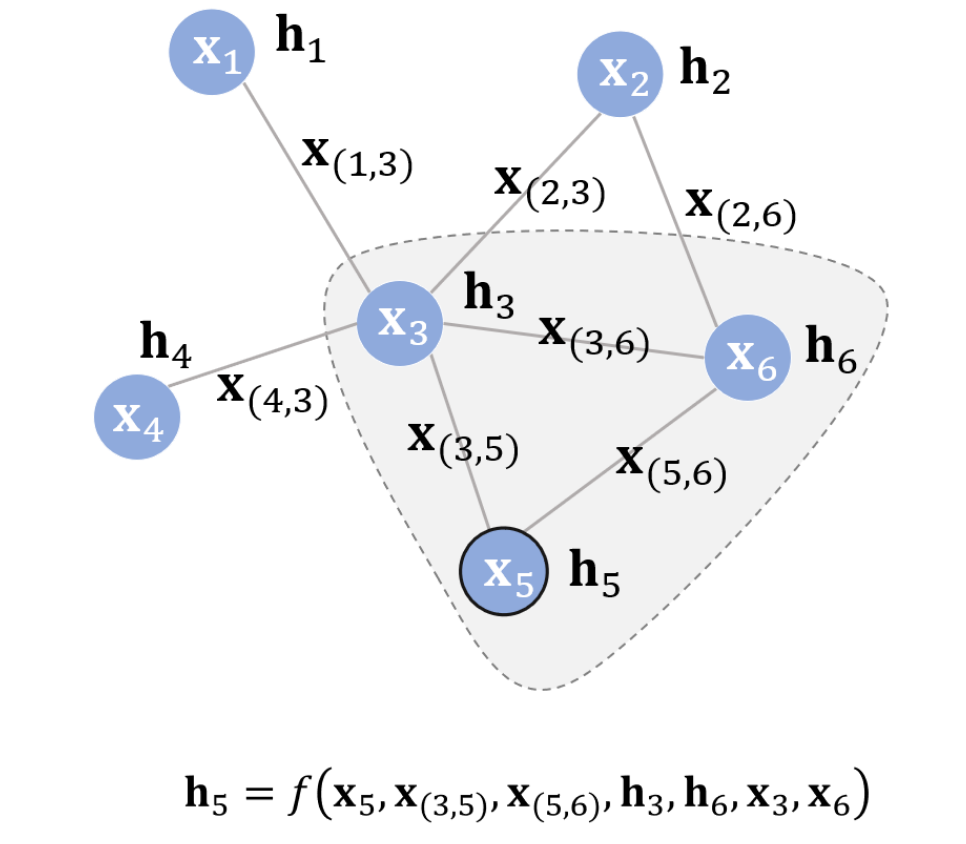 x₁ h₁
x₂ h₂
x₍₁,₃₎
x₍₂,₃₎
x₍₂,₆₎
x₃ h₃
x₍₃,₆₎
x₆ h₆
h₄
x₄
x₍₄,₃₎
x₍₃,₅₎
x₍₅,₆₎
x₅ h₅
h₅ = f(x₅, x₍₃,₅₎, x₍₅,₆₎, h₃, h₆, x₃, x₆)